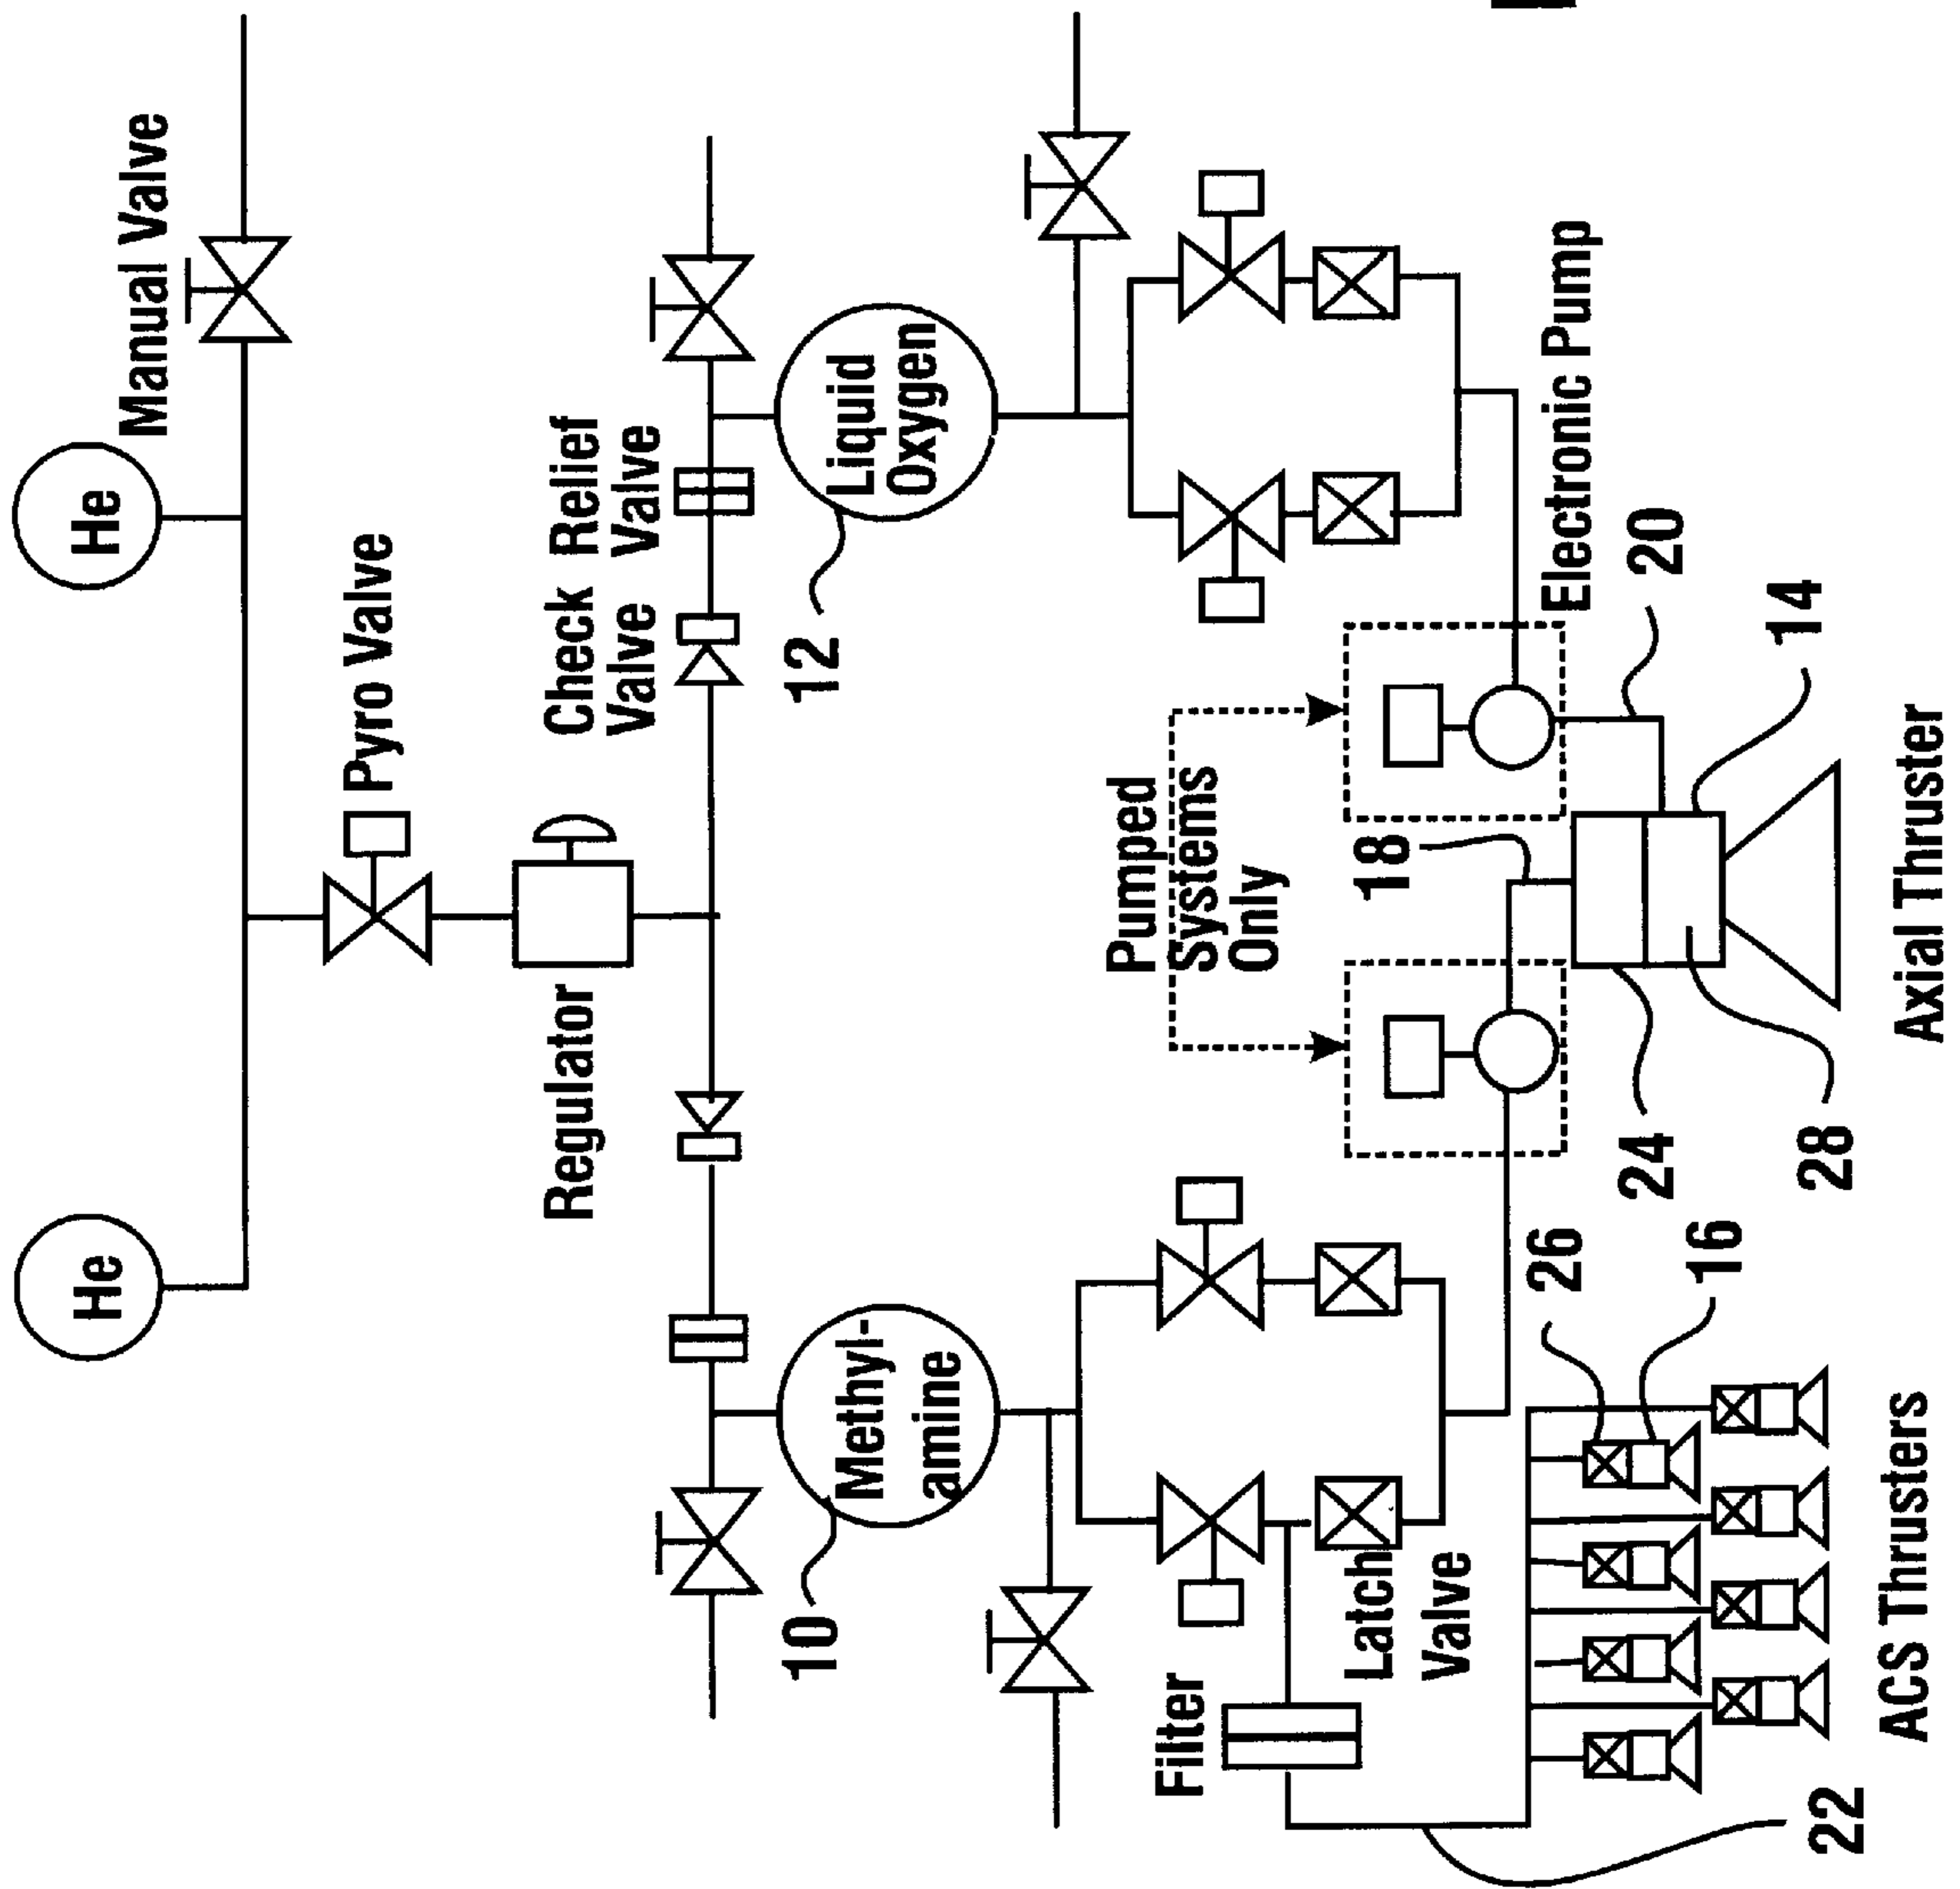 He
He
Manual Valve
Pyro Valve
Regulator
Check Relief
Valve Valve
Methyl-
amine
10
Liquid
Oxygen
12
Filter
Latch
Valve
Pumped
Systems
Only
Electronic Pump
18
20
14
24
28
26
16
22
ACS Thrusters
Axial Thruster